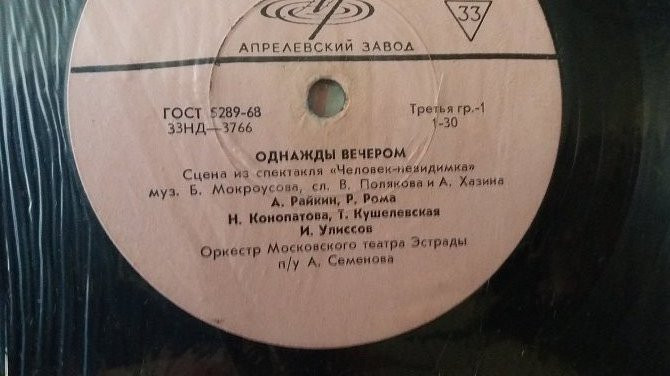 33
АПРЕЛЕВСКИЙ ЗАВОД
ГОСТ 5289-68
33НД—3766
Третья гр.-1
1-30
ОДНАЖДЫ ВЕЧЕРОМ
Сцена из спектакля «Человек-невидимка»
муз. Б. Мокроусова, сл. В. Полякова и А. Хазина
А. Райкин, Р. Рома
Н. Конопатова, Т. Кушелевская
И. Улиссов
Оркестр Московского театра Эстрады
п/у А. Семенова